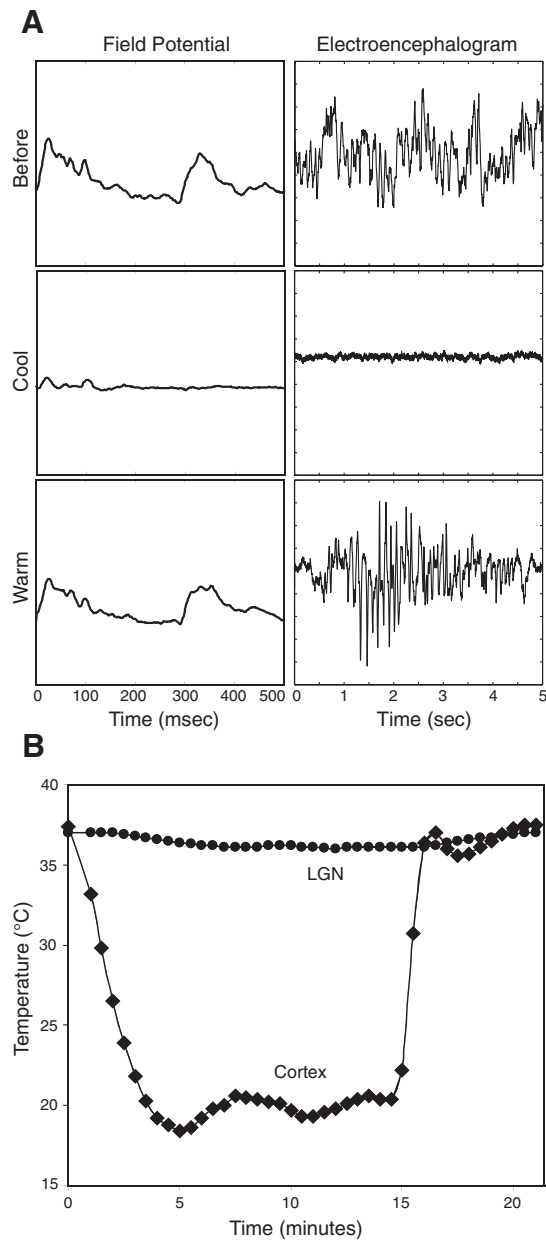 A
Field Potential
Electroencephalogram
Before
Cool
Warm
0 100 200 300 400 500
0 1 2 3 4 5
Time (msec)
Time (sec)
B
40
35
30
25
20
15
Temperature (°C)
LGN
Cortex
0 5 10 15 20
Time (minutes)